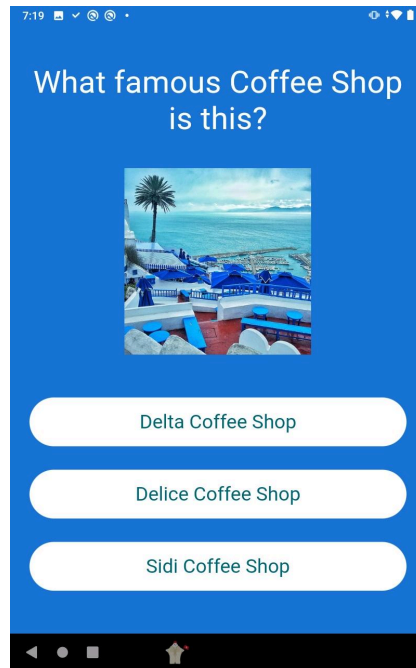 7:19
What famous Coffee Shop
is this?
Delta Coffee Shop
Delice Coffee Shop
Sidi Coffee Shop